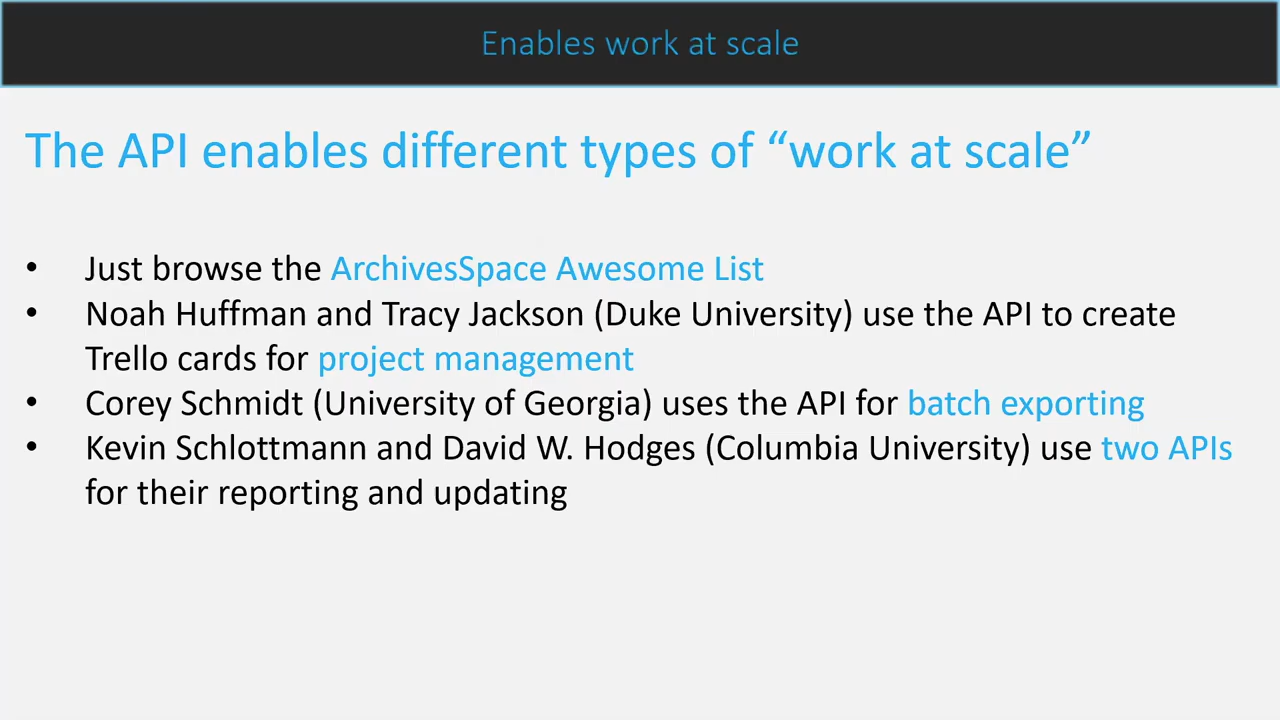 Enables work at scale
The API enables different types of “work at scale”
• Just browse the ArchivesSpace Awesome List
• Noah Huffman and Tracy Jackson (Duke University) use the API to create
Trello cards for project management
• Corey Schmidt (University of Georgia) uses the API for batch exporting
• Kevin Schlottmann and David W. Hodges (Columbia University) use two APIs
for their reporting and updating